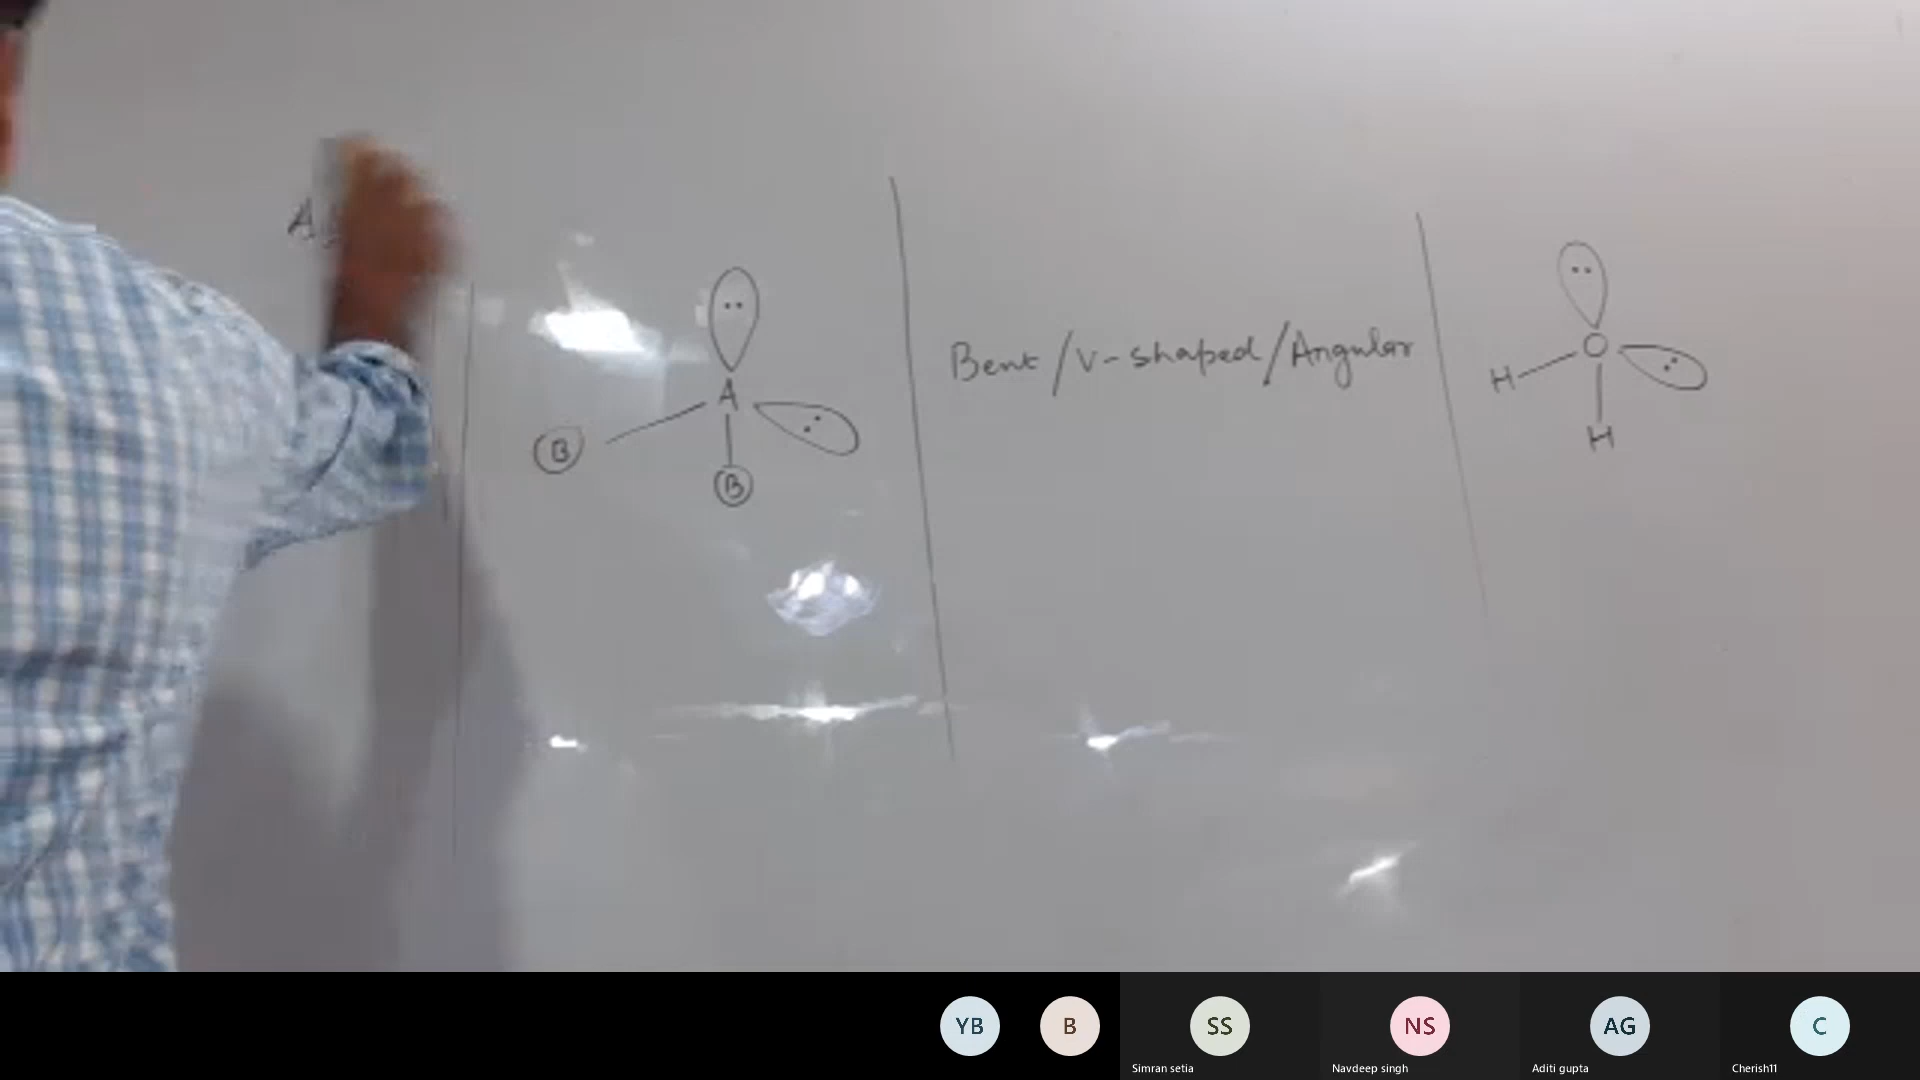 A
A
B
B
Bent/V-shaped/Angular
O
H
H
YB
B
SS
NS
AG
C
Simran setia
Navdeep singh
Aditi gupta
Cherish11